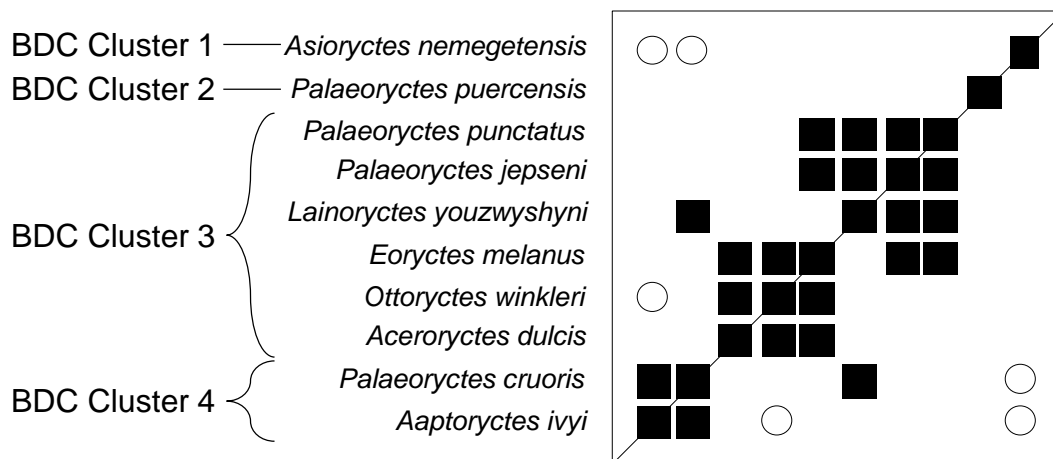 BDC Cluster 1 Asioryctes nemegetensis
BDC Cluster 2 Palaeoryctes puercensis
Palaeoryctes punctatus
Palaeoryctes jepseni
Lainoryctes youzwyshyni
BDC Cluster 3
Eoryctes melanus
Ottoryctes winkleri
Aceroryctes dulcis
Palaeoryctes cruoris
BDC Cluster 4
Aaptoryctes ivyi